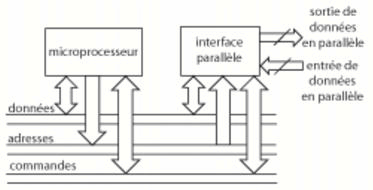 microprocesseur
interface
parallèle
sortie de
données
en parallèle
entrée de
données
en parallèle
données
adresses
commandes